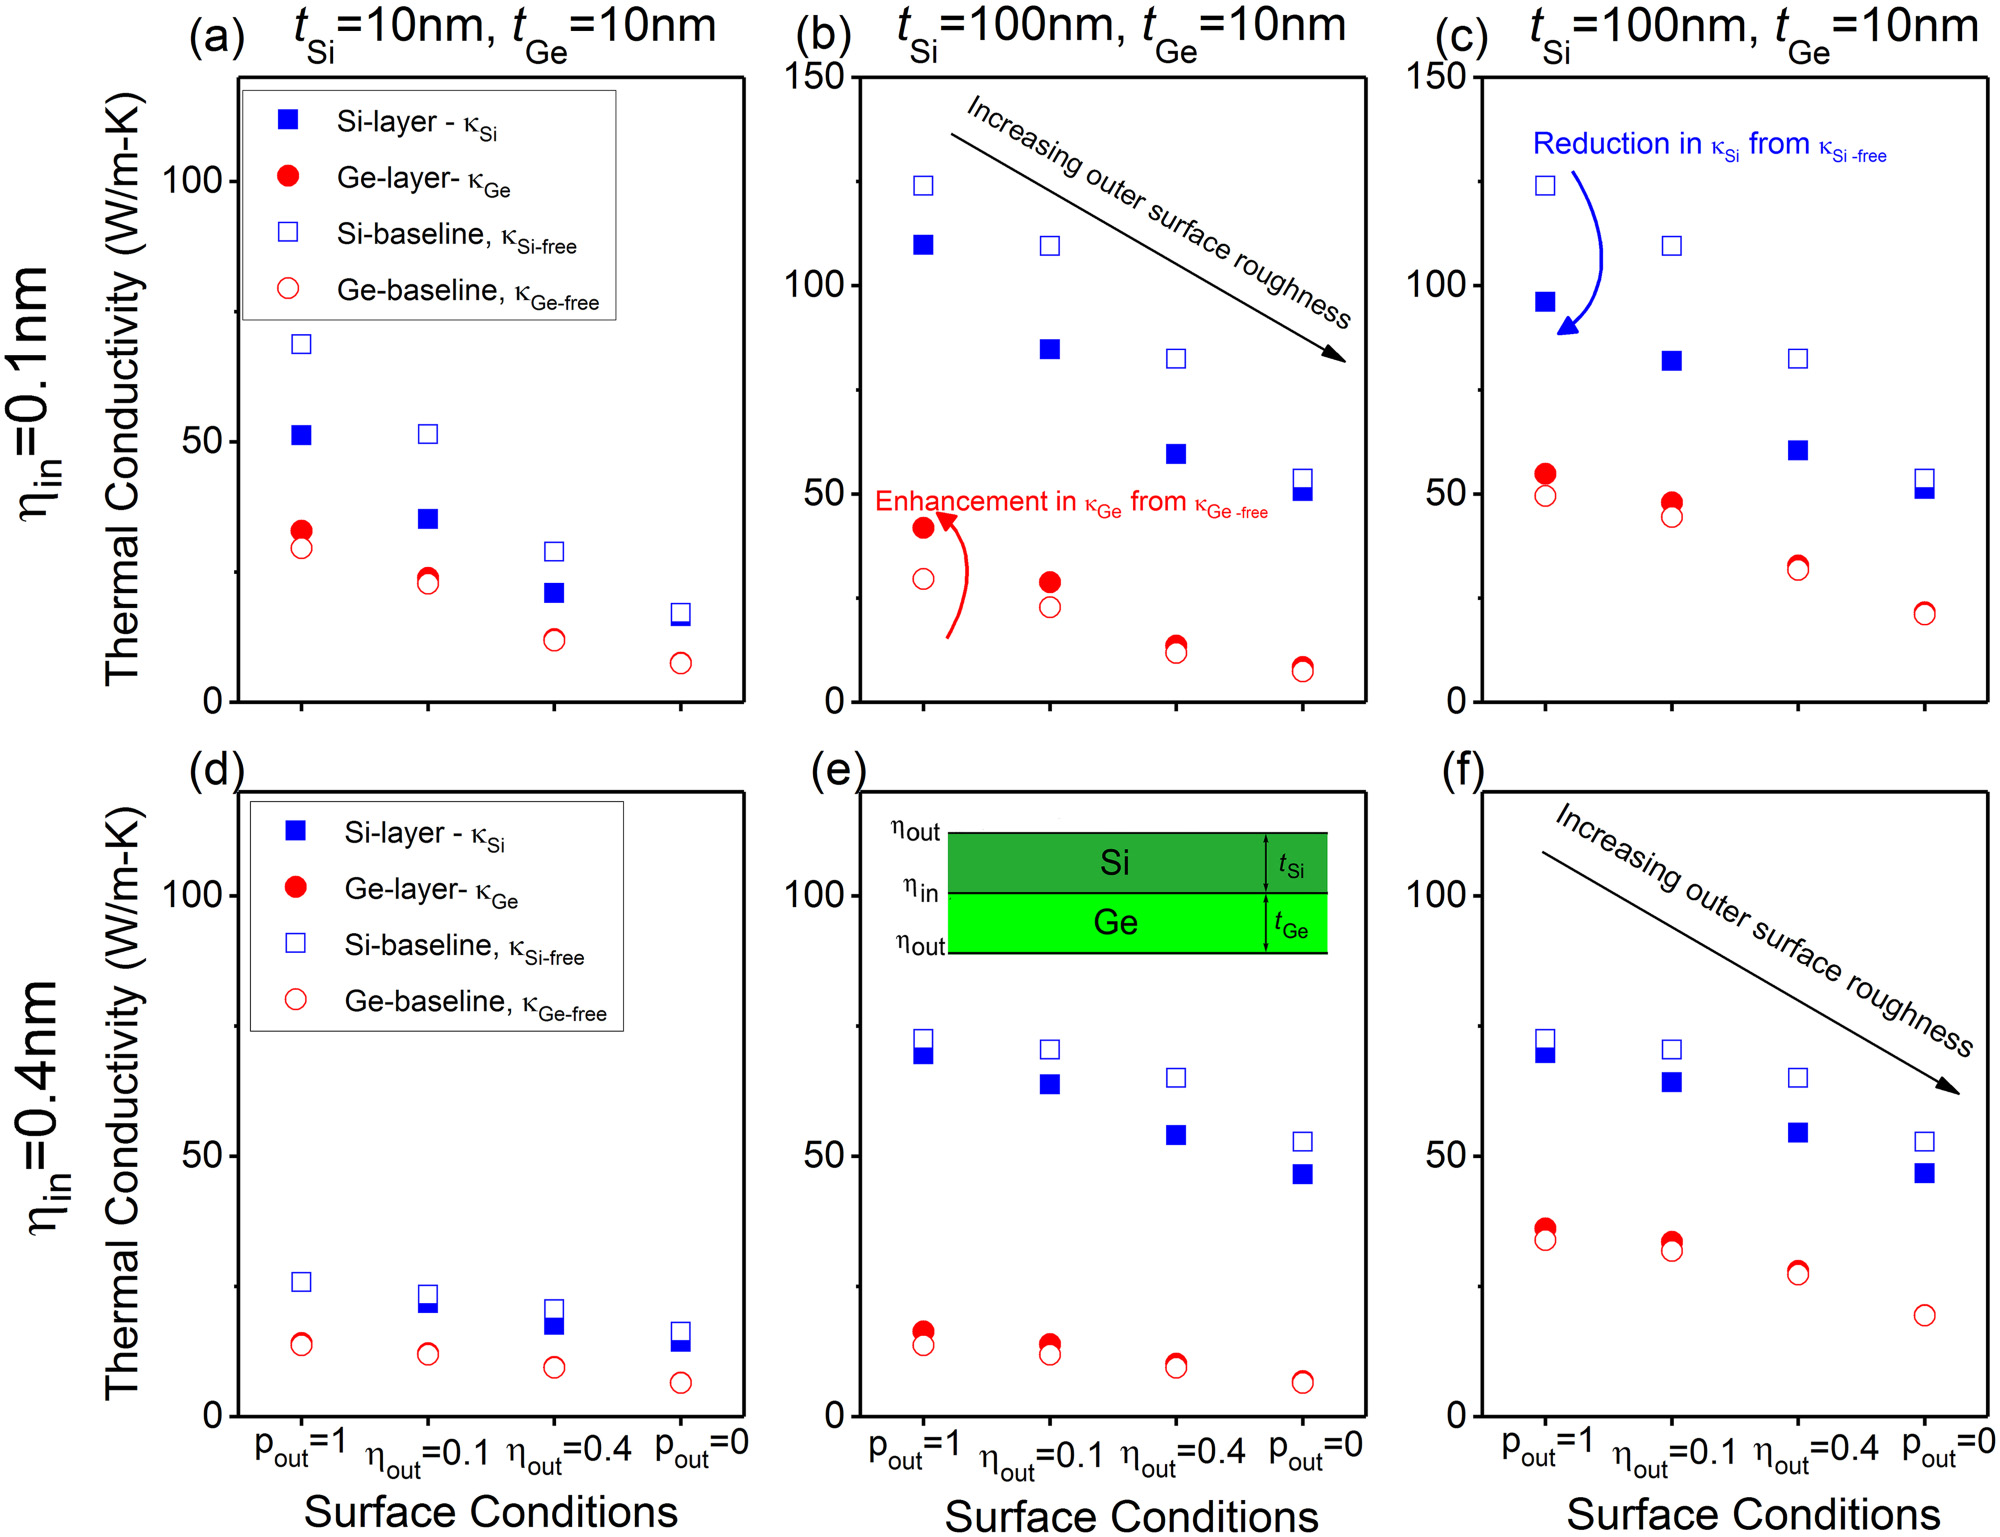 (a) tSi=10nm, tGe=10nm
(b) tSi=100nm, tGe=10nm
(c) tSi=100nm, tGe=10nm
ηin=0.1nm
Thermal Conductivity (W/m-K)
100
50
0
Si-layer - κSi
Ge-layer- κGe
Si-baseline, κSi-free
Ge-baseline, κGe-free
150
100
50
0
Increasing outer surface roughness
Enhancement in κGe from κGe-free
150
100
50
0
Reduction in κSi from κSi-free
(d)
(e)
(f)
ηin=0.4nm
Thermal Conductivity (W/m-K)
100
50
0
Si-layer - κSi
Ge-layer- κGe
Si-baseline, κSi-free
Ge-baseline, κGe-free
pout=1 ηout=0.1 ηout=0.4 pout=0
Surface Conditions
100
50
0
ηout
Si
tSi
ηin
Ge
tGe
ηout
pout=1 ηout=0.1 ηout=0.4 pout=0
Surface Conditions
100
50
0
Increasing outer surface roughness
pout=1 ηout=0.1 ηout=0.4 pout=0
Surface Conditions